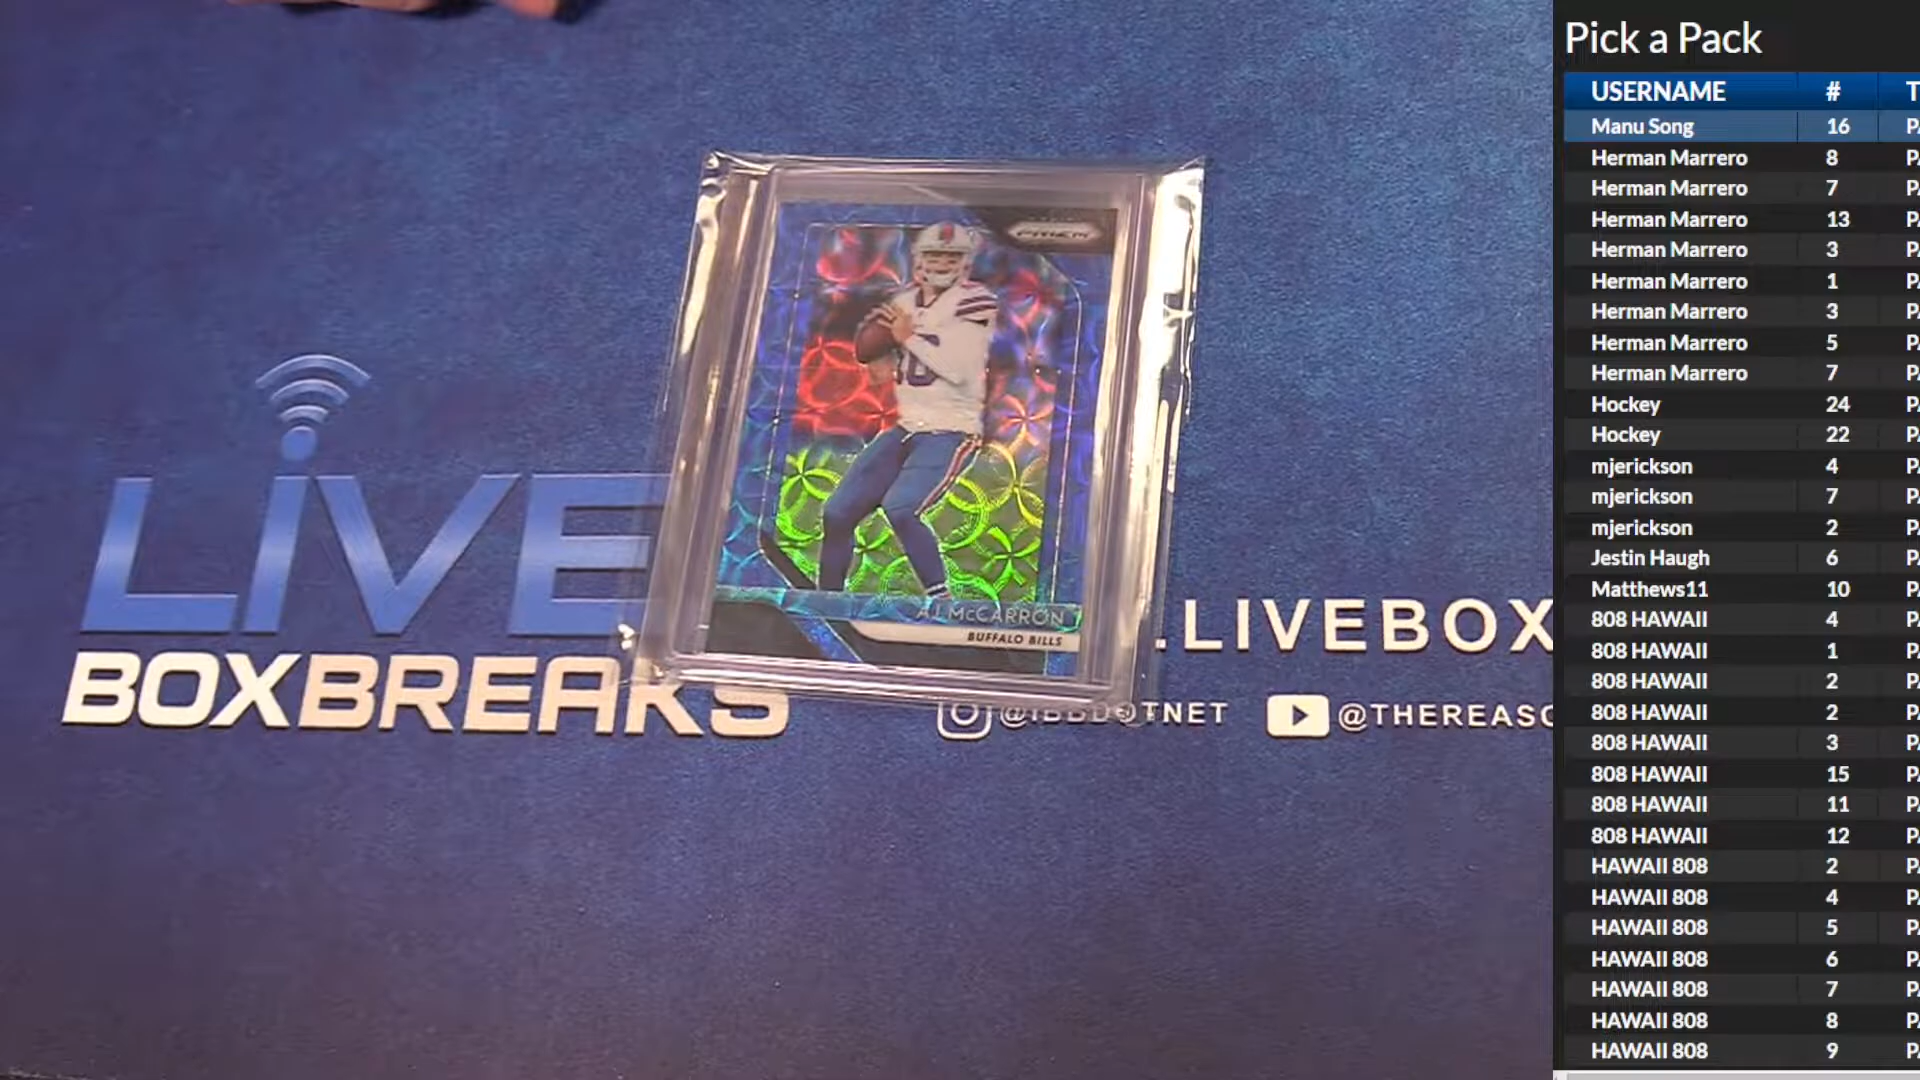 Pick a Pack
USERNAME # T
Manu Song 16 P
Herman Marrero 8 P
Herman Marrero 7 P
Herman Marrero 13 P
Herman Marrero 3 P
Herman Marrero 1 P
Herman Marrero 3 P
Herman Marrero 5 P
Herman Marrero 7 P
Hockey 24 P
Hockey 22 P
mjerickson 4 P
mjerickson 7 P
mjerickson 2 P
Jestin Haugh 6 P
Matthews11 10 P
808 HAWAII 4 P
808 HAWAII 1 P
808 HAWAII 2 P
808 HAWAII 2 P
808 HAWAII 3 P
808 HAWAII 15 P
808 HAWAII 11 P
808 HAWAII 12 P
HAWAII 808 2 P
HAWAII 808 4 P
HAWAII 808 5 P
HAWAII 808 6 P
HAWAII 808 7 P
HAWAII 808 8 P
HAWAII 808 9 P
PRIZM
10
AJ McCARRON
BUFFALO BILLS
LIVE
BOXBREAKS
.LIVEBOX
@THEREASO